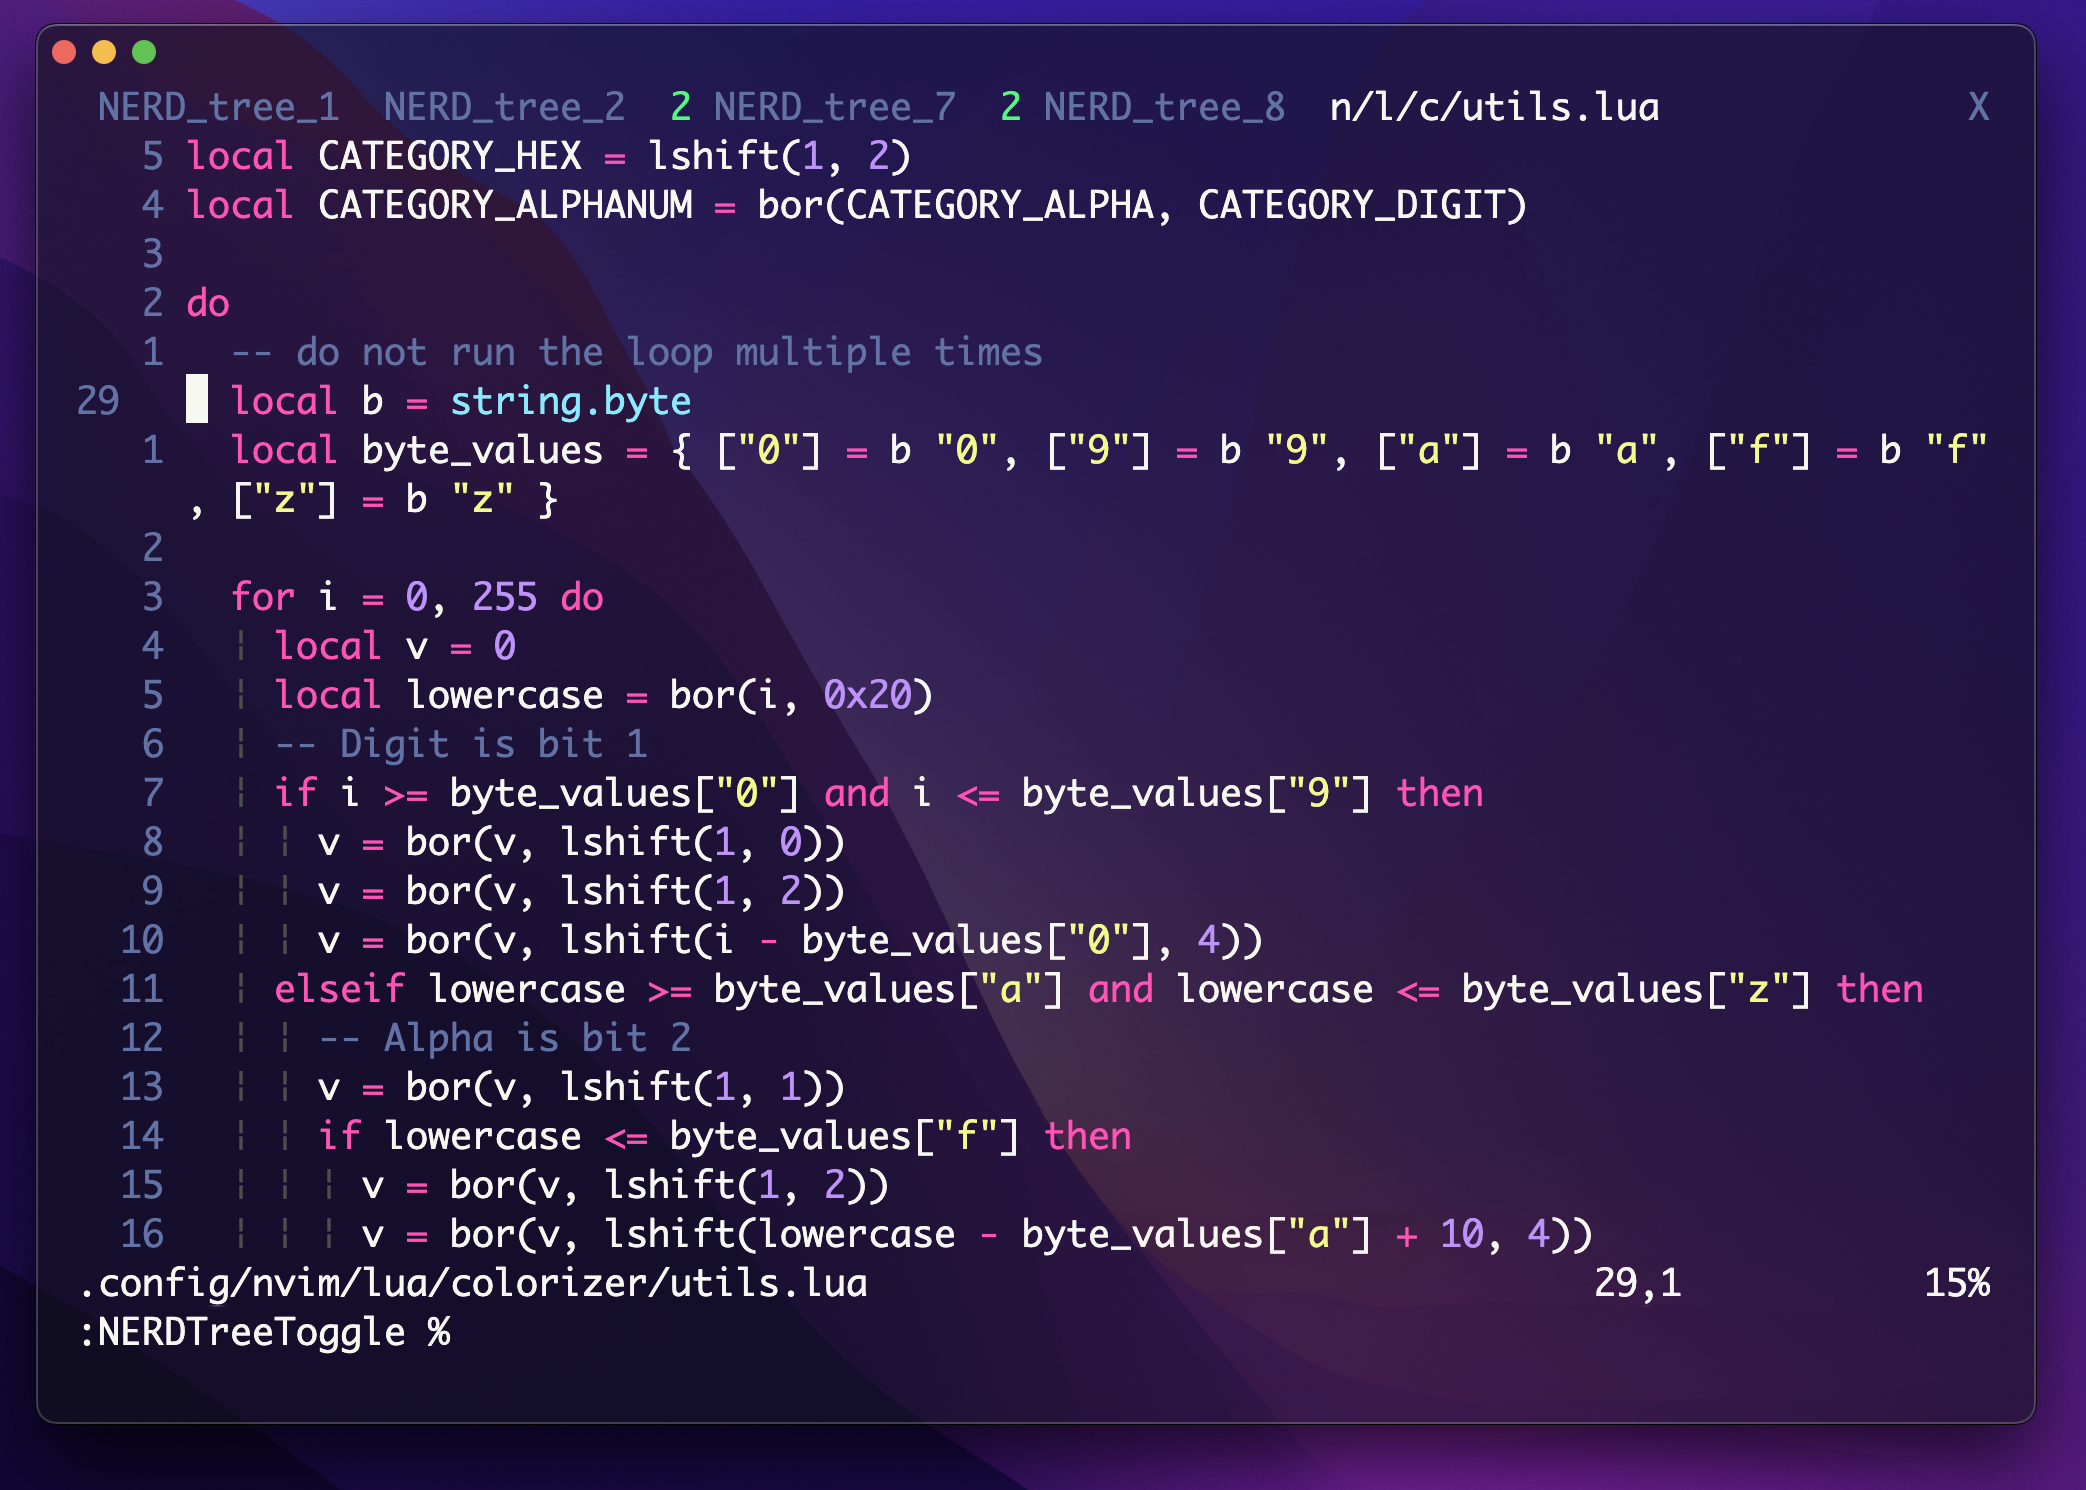 NERD_tree_1  NERD_tree_2  2 NERD_tree_7  2 NERD_tree_8  n/l/c/utils.lua  X
5 local CATEGORY_HEX = lshift(1, 2)
4 local CATEGORY_ALPHANUM = bor(CATEGORY_ALPHA, CATEGORY_DIGIT)
3
2 do
1   -- do not run the loop multiple times
29   local b = string.byte
1   local byte_values = { ["0"] = b "0", ["9"] = b "9", ["a"] = b "a", ["f"] = b "f"
, ["z"] = b "z" }
2
3   for i = 0, 255 do
4   ¦ local v = 0
5   ¦ local lowercase = bor(i, 0x20)
6   ¦ -- Digit is bit 1
7   ¦ if i >= byte_values["0"] and i <= byte_values["9"] then
8   ¦ ¦ v = bor(v, lshift(1, 0))
9   ¦ ¦ v = bor(v, lshift(1, 2))
10   ¦ ¦ v = bor(v, lshift(i - byte_values["0"], 4))
11   ¦ elseif lowercase >= byte_values["a"] and lowercase <= byte_values["z"] then
12   ¦ ¦ -- Alpha is bit 2
13   ¦ ¦ v = bor(v, lshift(1, 1))
14   ¦ ¦ if lowercase <= byte_values["f"] then
15   ¦ ¦ ¦ v = bor(v, lshift(1, 2))
16   ¦ ¦ ¦ v = bor(v, lshift(lowercase - byte_values["a"] + 10, 4))
.config/nvim/lua/colorizer/utils.lua  29,1  15%
:NERDTreeToggle %